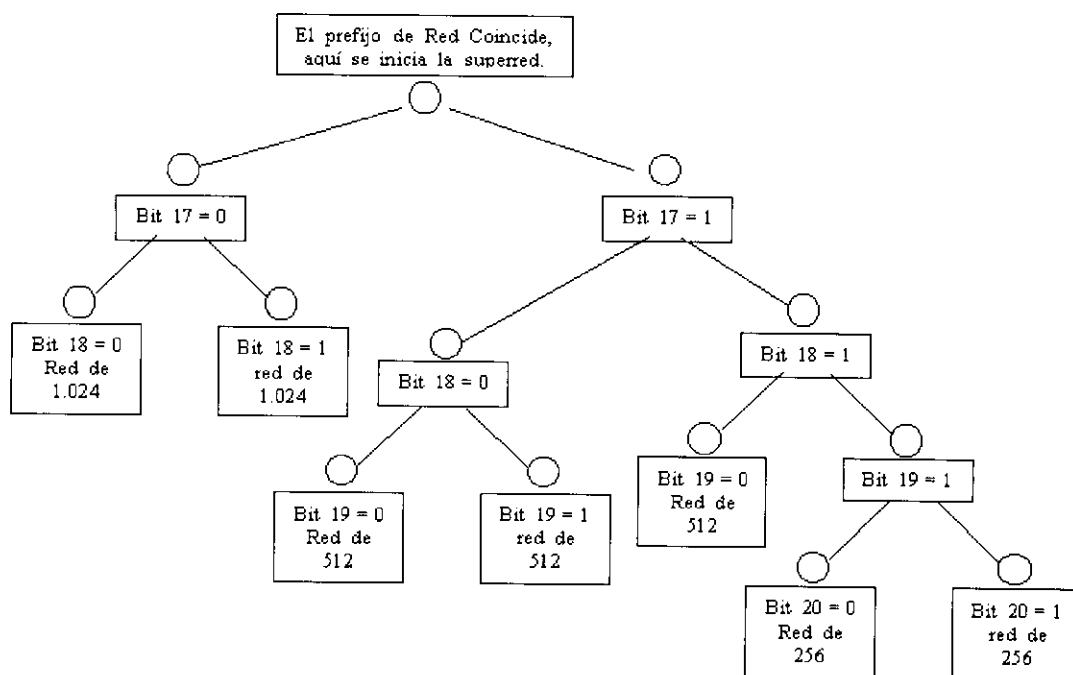 El prefijo de Red Coincide,
aquí se inicia la superred.
Bit 17 = 0
Bit 17 = 1
Bit 18 = 0
Red de
1.024
Bit 18 = 1
red de
1.024
Bit 18 = 0
Bit 18 = 1
Bit 19 = 0
Red de
512
Bit 19 = 1
red de
512
Bit 19 = 0
Red de
512
Bit 19 = 1
Bit 20 = 0
Red de
256
Bit 20 = 1
red de
256